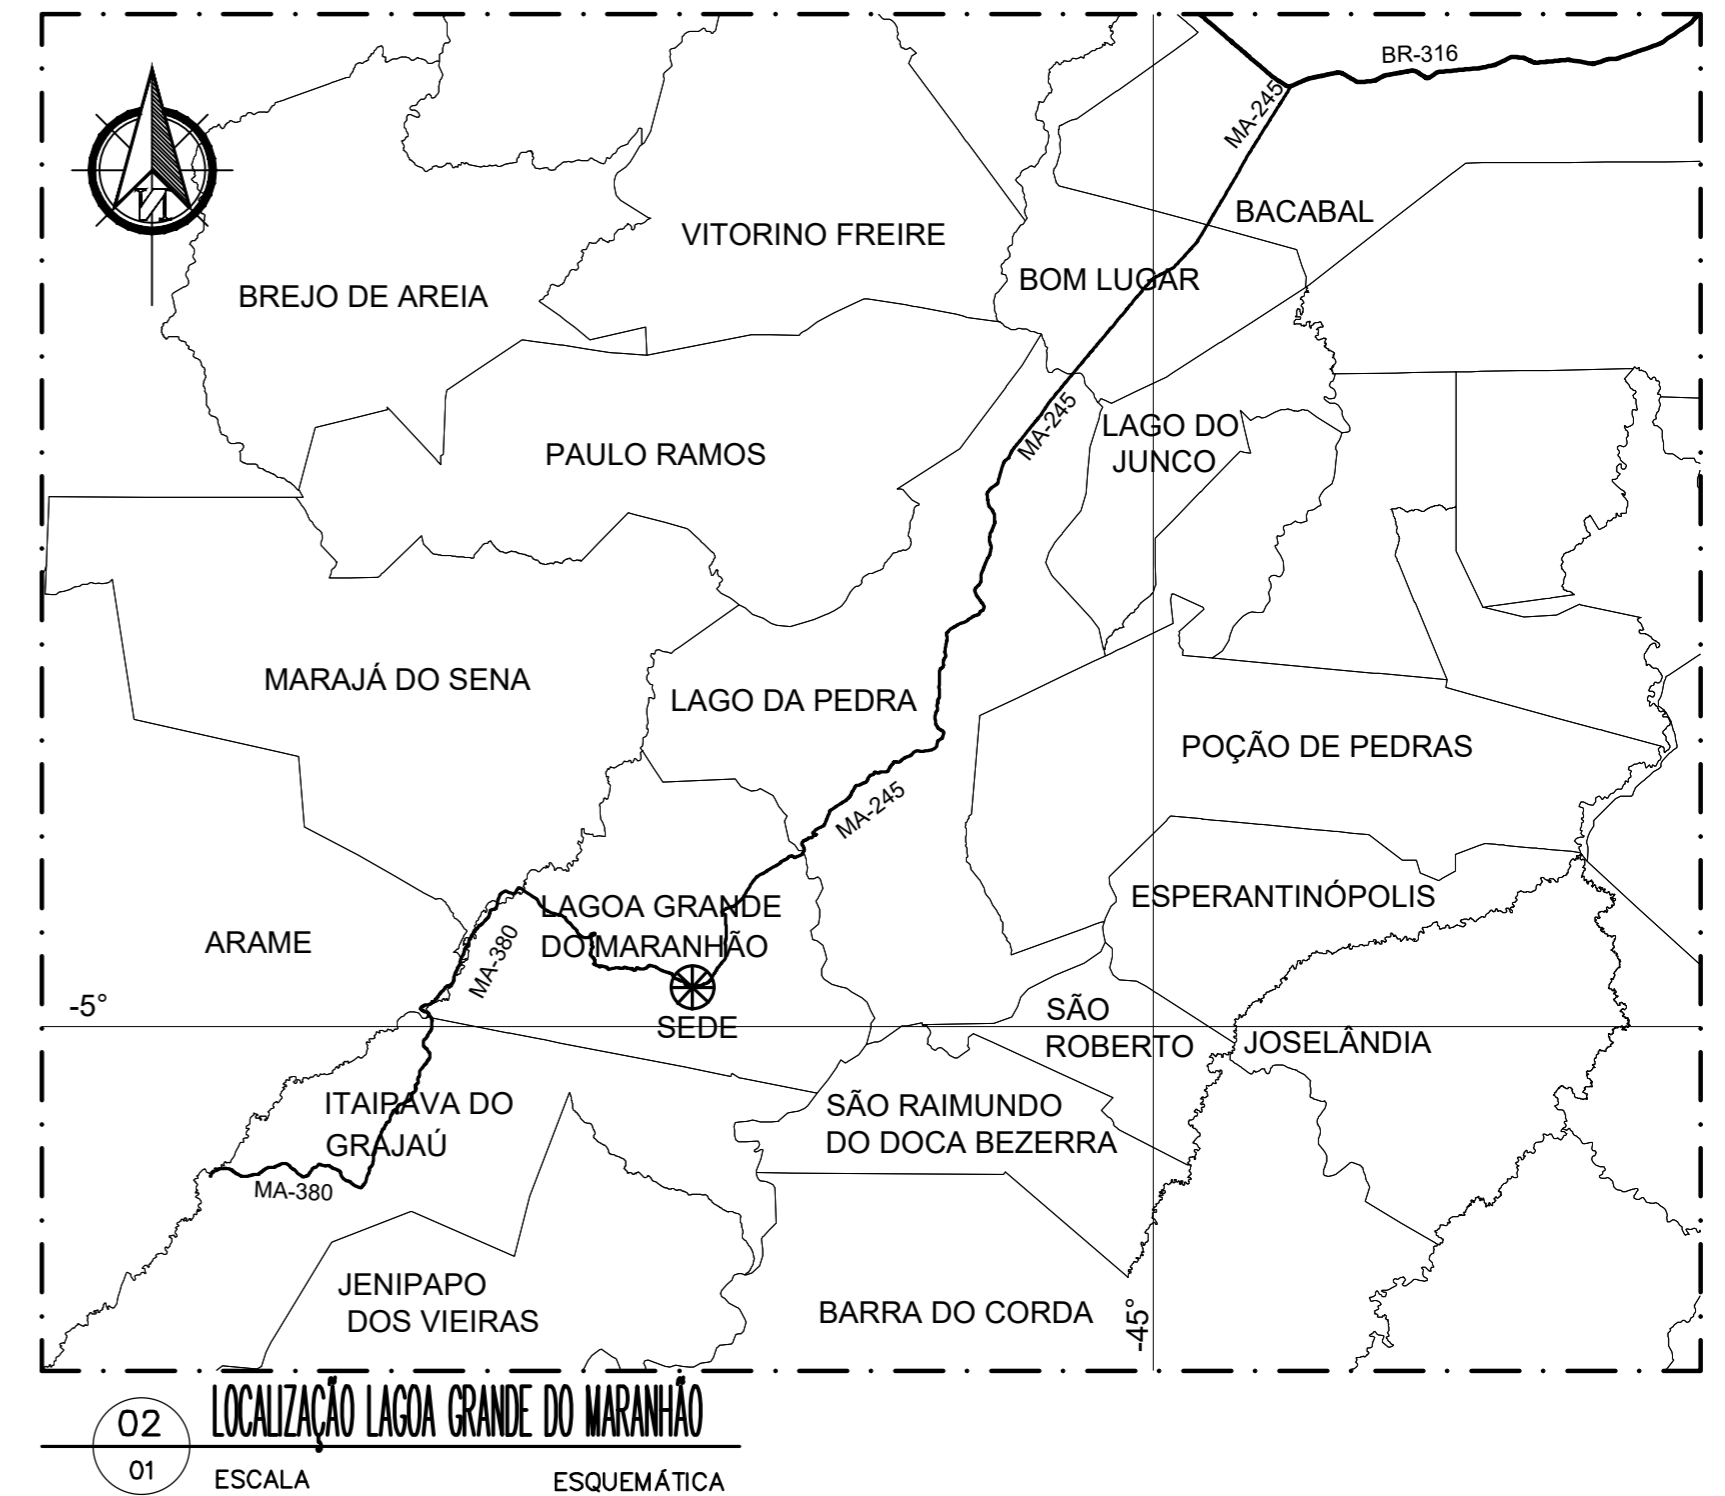 BR-316
MA-245
N
BACABAL
VITORINO FREIRE
BOM LUGAR
BREJO DE AREIA
MA-245
LAGO DO
JUNCO
PAULO RAMOS
MARAJÁ DO SENA
LAGO DA PEDRA
POÇÃO DE PEDRAS
MA-245
ESPERANTINÓPOLIS
LAGOA GRANDE
DO MARANHÃO
ARAME
MA-380
-5°
SEDE
SÃO
ROBERTO
JOSELÂNDIA
ITAIPAVA DO
GRAJAÚ
SÃO RAIMUNDO
DO DOCA BEZERRA
MA-380
JENIPAPO
DOS VIEIRAS
BARRA DO CORDA
-45°
02
01
LOCALIZAÇÃO LAGOA GRANDE DO MARANHÃO
ESCALA ESQUEMÁTICA